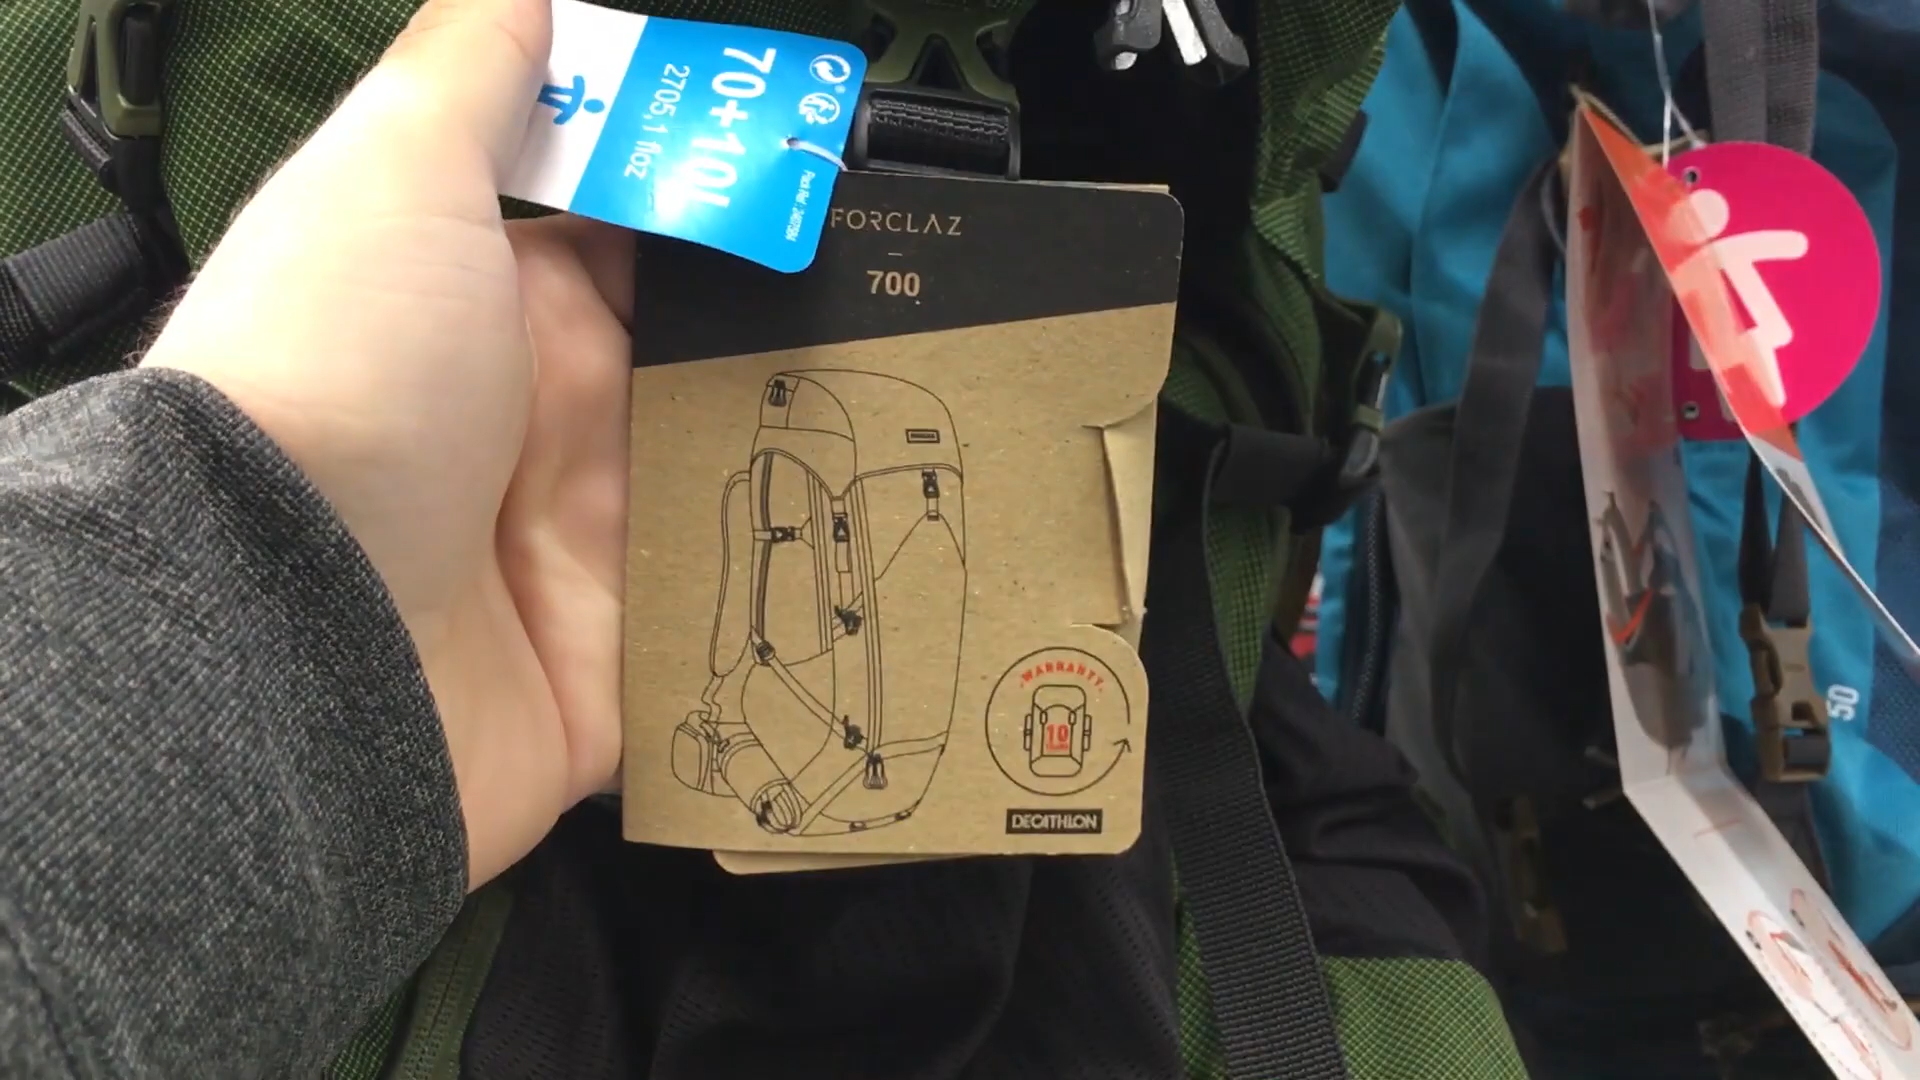 70+10L
2705,1 floz
FORCLAZ
700
WARRANTY
10
DECATHLON
50